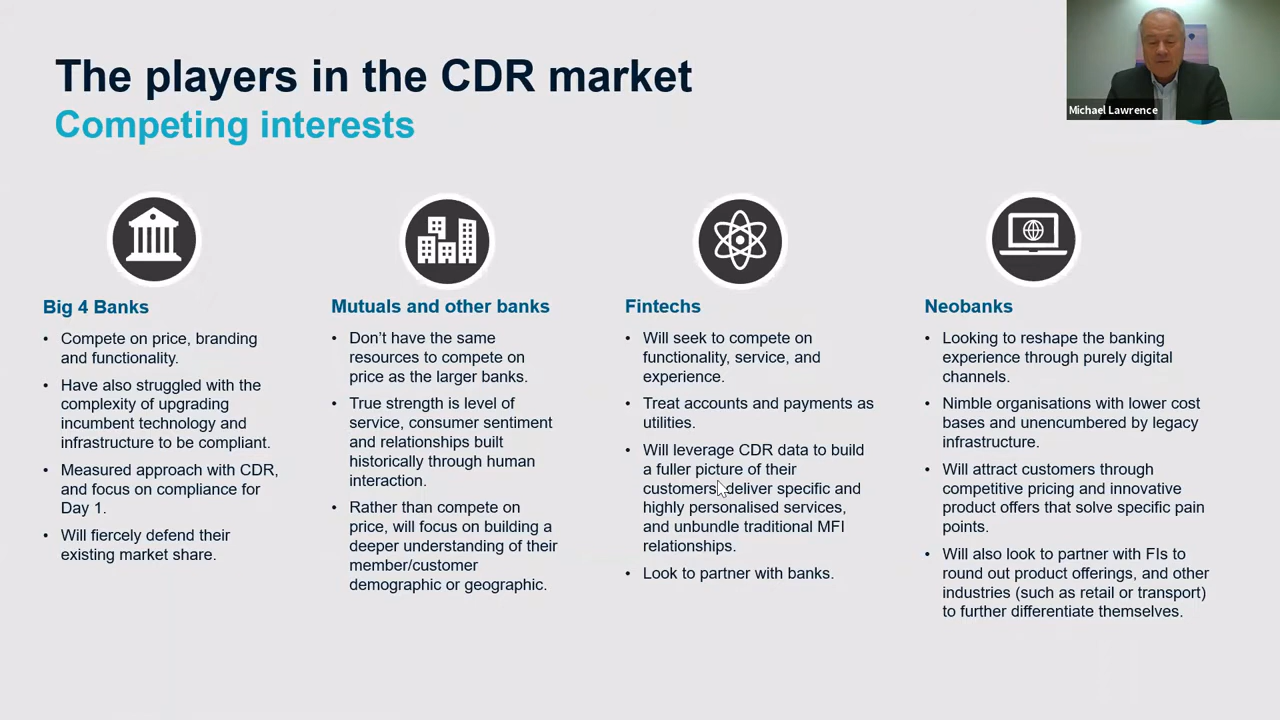 The players in the CDR market
Competing interests
Michael Lawrence
Big 4 Banks
• Compete on price, branding
and functionality.
• Have also struggled with the
complexity of upgrading
incumbent technology and
infrastructure to be compliant.
• Measured approach with CDR,
and focus on compliance for
Day 1.
• Will fiercely defend their
existing market share.
Mutuals and other banks
• Don’t have the same
resources to compete on
price as the larger banks.
• True strength is level of
service, consumer sentiment
and relationships built
historically through human
interaction.
• Rather than compete on
price, will focus on building a
deeper understanding of their
member/customer
demographic or geographic.
Fintechs
• Will seek to compete on
functionality, service, and
experience.
• Treat accounts and payments as
utilities.
• Will leverage CDR data to build
a fuller picture of their
customers, deliver specific and
highly personalised services,
and unbundle traditional MFI
relationships.
• Look to partner with banks.
Neobanks
• Looking to reshape the banking
experience through purely digital
channels.
• Nimble organisations with lower cost
bases and unencumbered by legacy
infrastructure.
• Will attract customers through
competitive pricing and innovative
product offers that solve specific pain
points.
• Will also look to partner with FIs to
round out product offerings, and other
industries (such as retail or transport)
to further differentiate themselves.